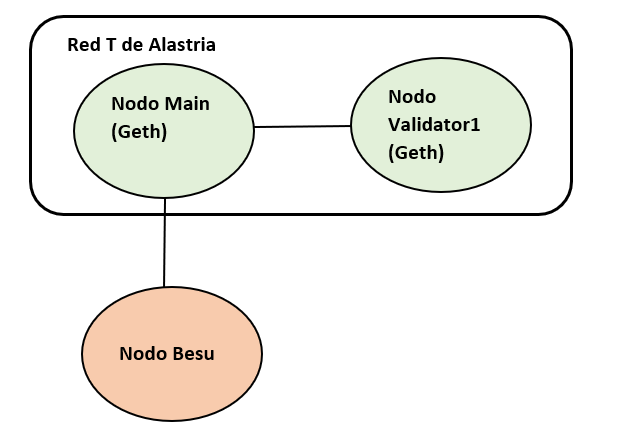 Red T de Alastria
Nodo Main
(Geth)
Nodo
Validator1
(Geth)
Nodo Besu